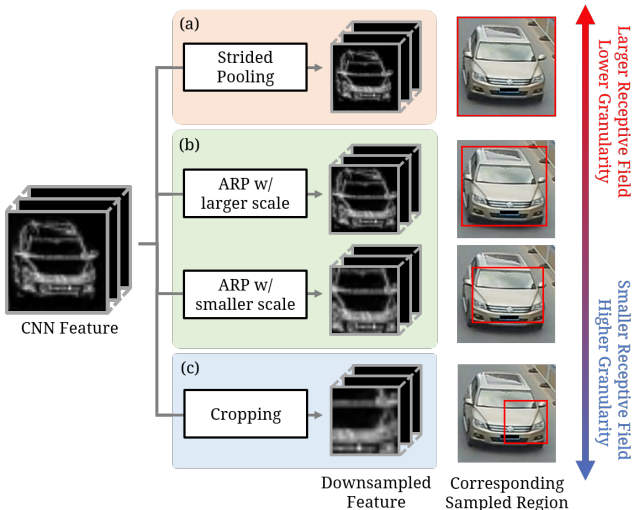 (a)
Strided
Pooling
(b)
ARP w/
larger scale
ARP w/
smaller scale
CNN Feature
(c)
Cropping
Downsampled
Feature
Corresponding
Sampled Region
Larger Receptive Field
Lower Granularity
Smaller Receptive Field
Higher Granularity